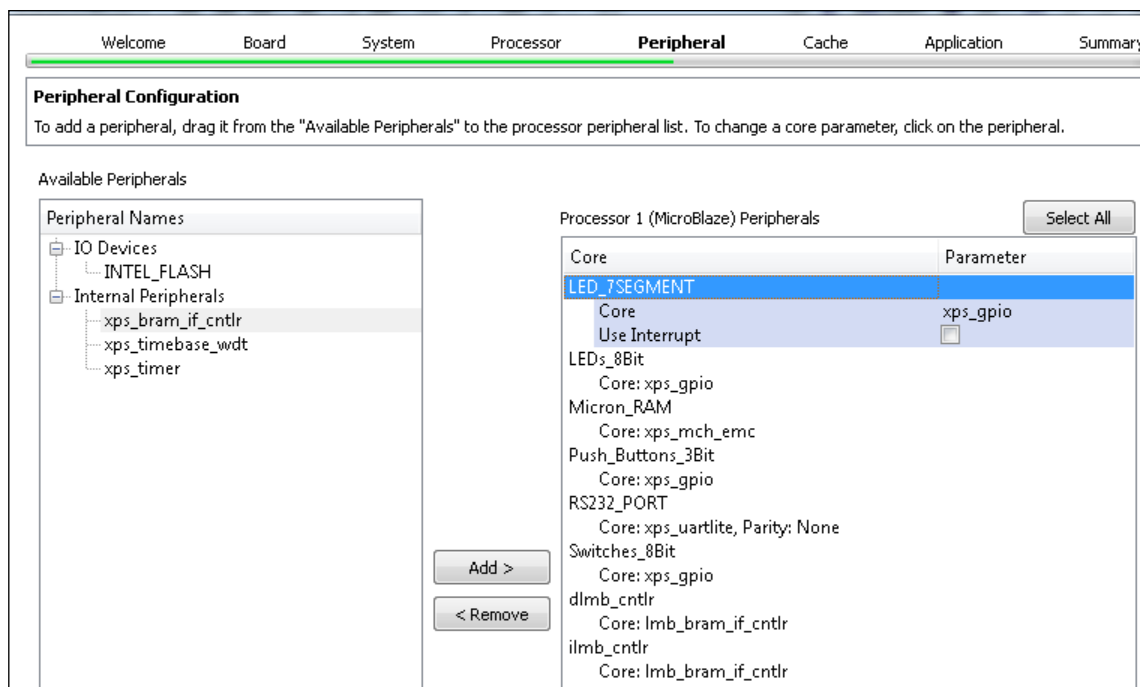 Welcome Board System Processor Peripheral Cache Application Summary
Peripheral Configuration
To add a peripheral, drag it from the "Available Peripherals" to the processor peripheral list. To change a core parameter, click on the peripheral.
Available Peripherals
Peripheral Names
IO Devices
INTEL_FLASH
Internal Peripherals
xps_bram_if_cntlr
xps_timebase_wdt
xps_timer
Add >
< Remove
Processor 1 (MicroBlaze) Peripherals Select All
Core Parameter
LED_7SEGMENT
Core xps_gpio
Use Interrupt
LEDs_8Bit
Core: xps_gpio
Micron_RAM
Core: xps_mch_emc
Push_Buttons_3Bit
Core: xps_gpio
RS232_PORT
Core: xps_uartlite, Parity: None
Switches_8Bit
Core: xps_gpio
dlmb_cntlr
Core: lmb_bram_if_cntlr
ilmb_cntlr
Core: lmb_bram_if_cntlr